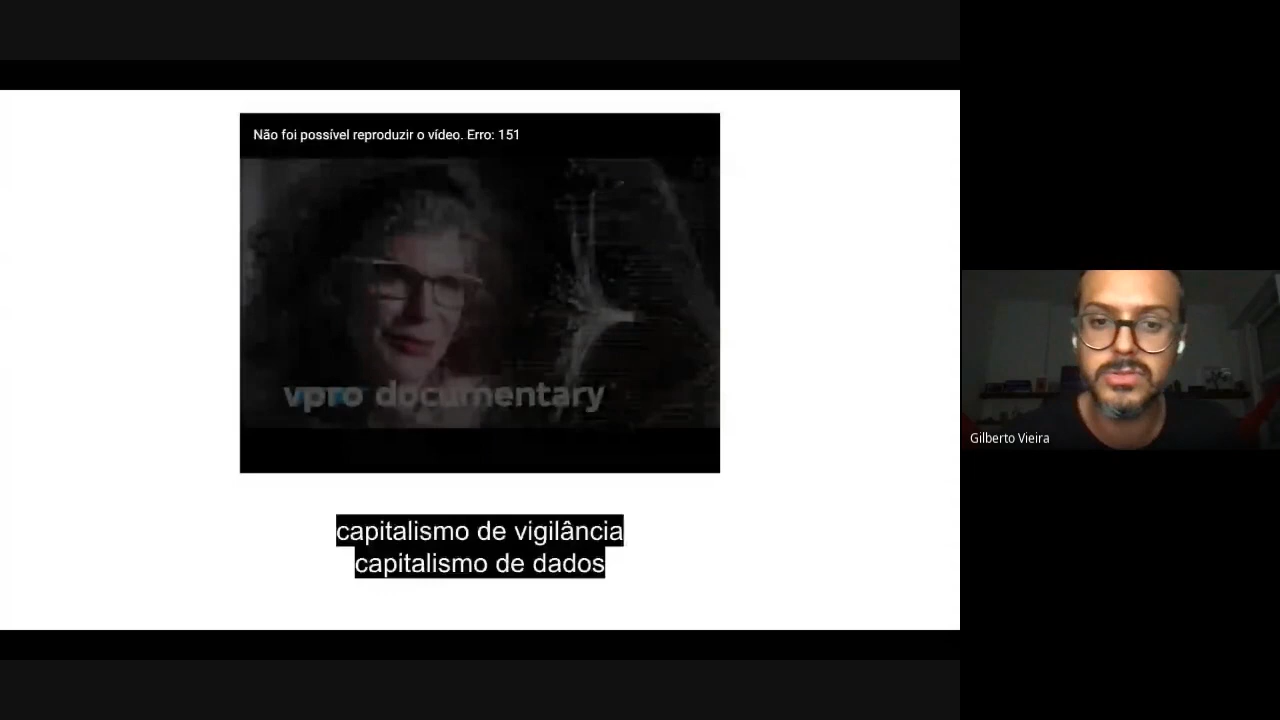 Não foi possível reproduzir o vídeo. Erro: 151
vpro documentary
capitalismo de vigilância
capitalismo de dados
Gilberto Vieira